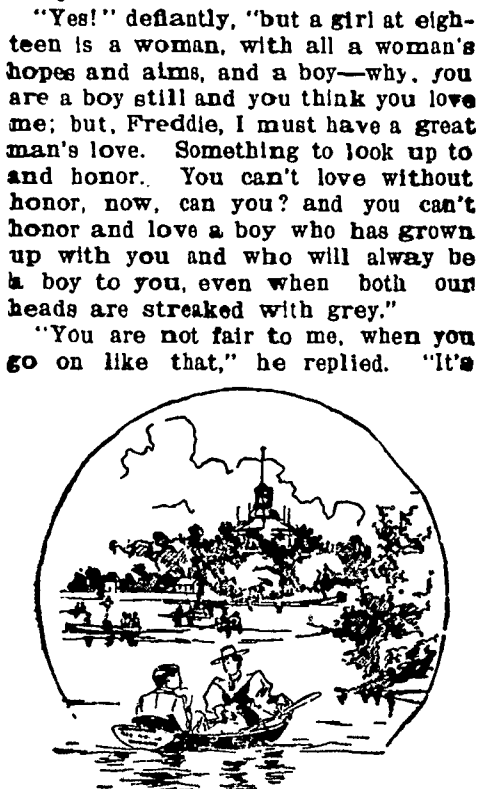 "Yes!" defiantly, "but a girl at eigh-
teen is a woman, with all a woman's
hopes and aims, and a boy—why, you
are a boy still and you think you love
me; but, Freddie, I must have a great
man's love. Something to look up to
and honor. You can't love without
honor, now, can you? and you can't
honor and love a boy who has grown
up with you and who will alway be
a boy to you, even when both our
heads are streaked with grey."
"You are not fair to me, when you
go on like that," he replied. "It's